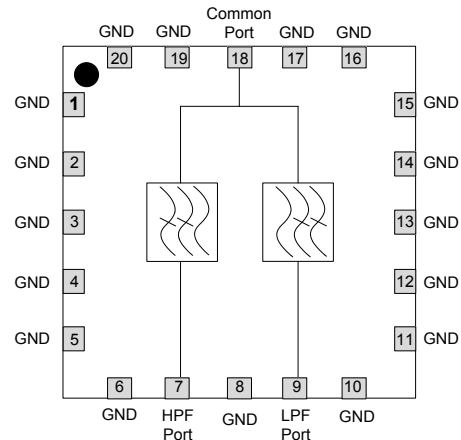 Common
Port
GND GND GND GND
20 19 18 17 16
GND 1 15 GND
GND 2 14 GND
GND 3 13 GND
GND 4 12 GND
GND 5 11 GND
6 7 8 9 10
GND HPF GND LPF GND
Port Port